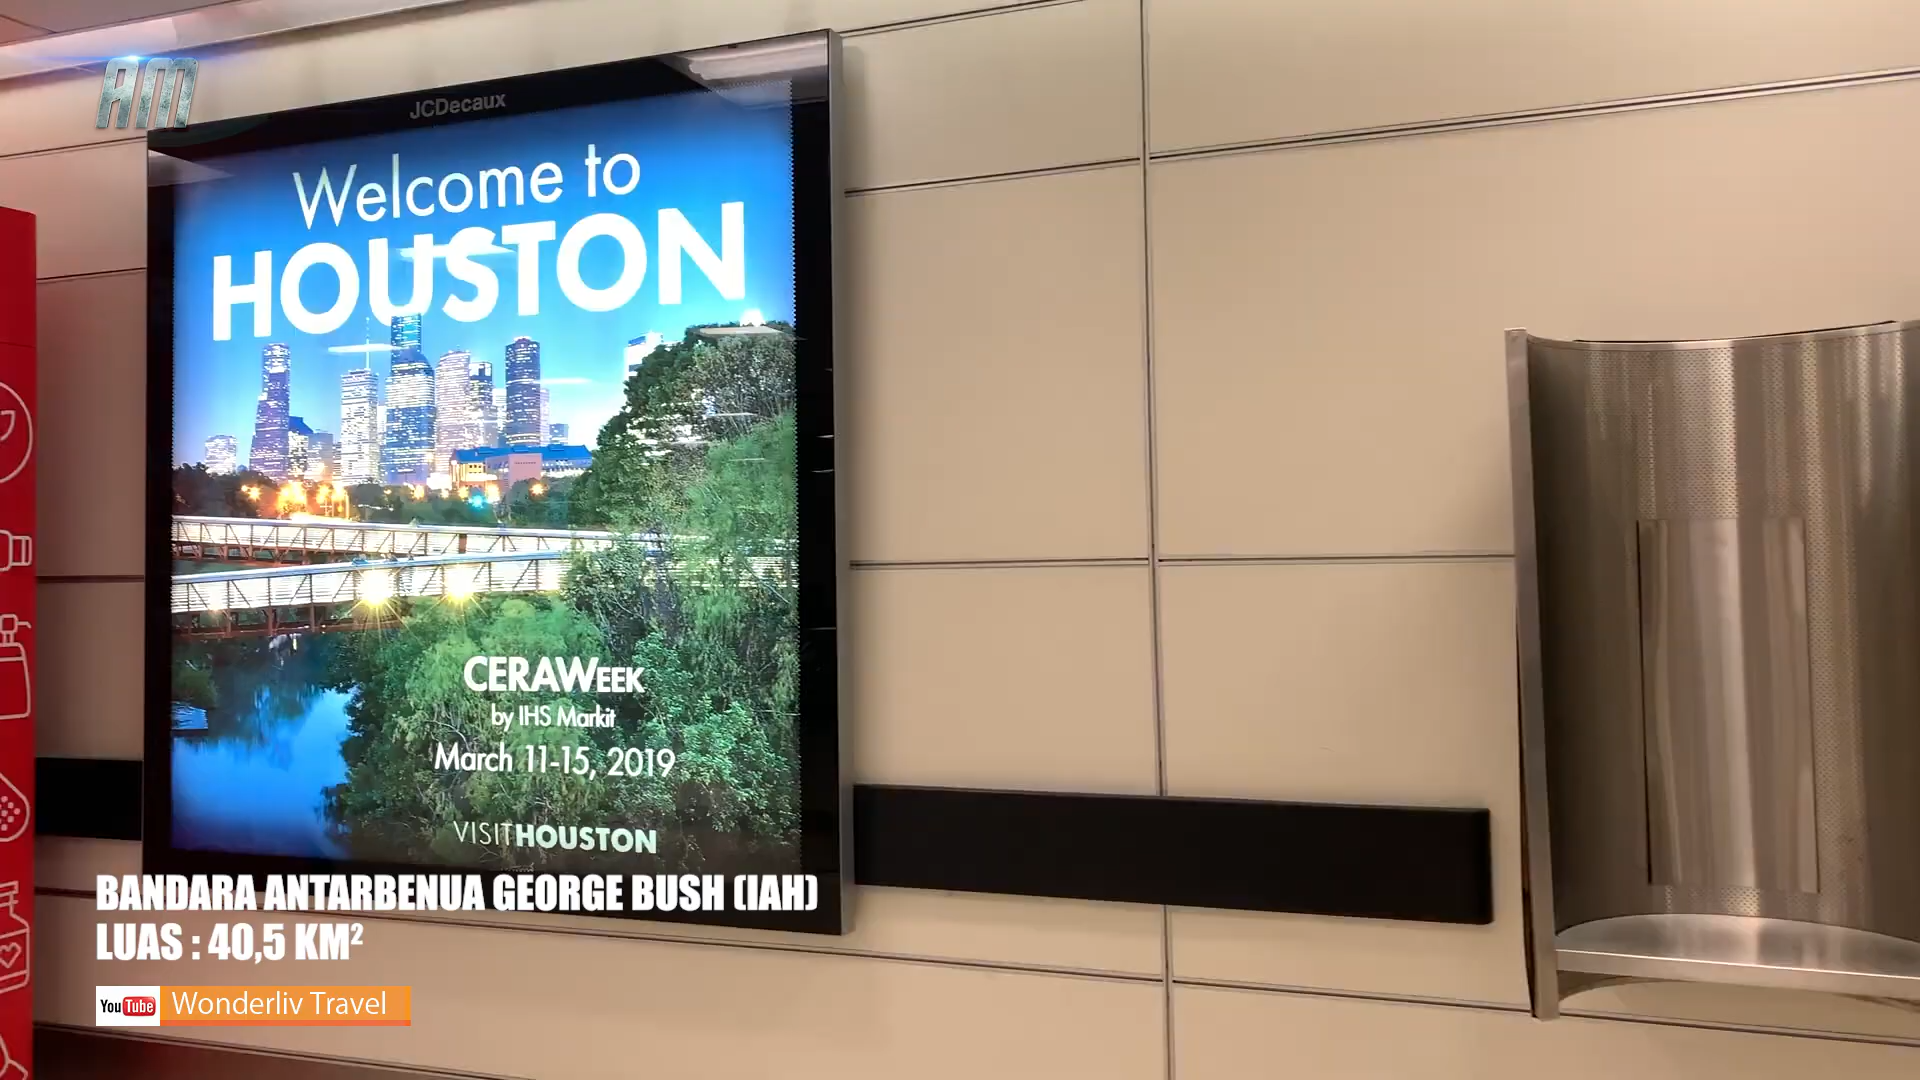 AM
JCDecaux
Welcome to
HOUSTON
CERAWEEK
by IHS Markit
March 11-15, 2019
VISITHOUSTON
BANDARA ANTARBENUA GEORGE BUSH (IAH)
LUAS : 40,5 KM²
YouTube Wonderliv Travel